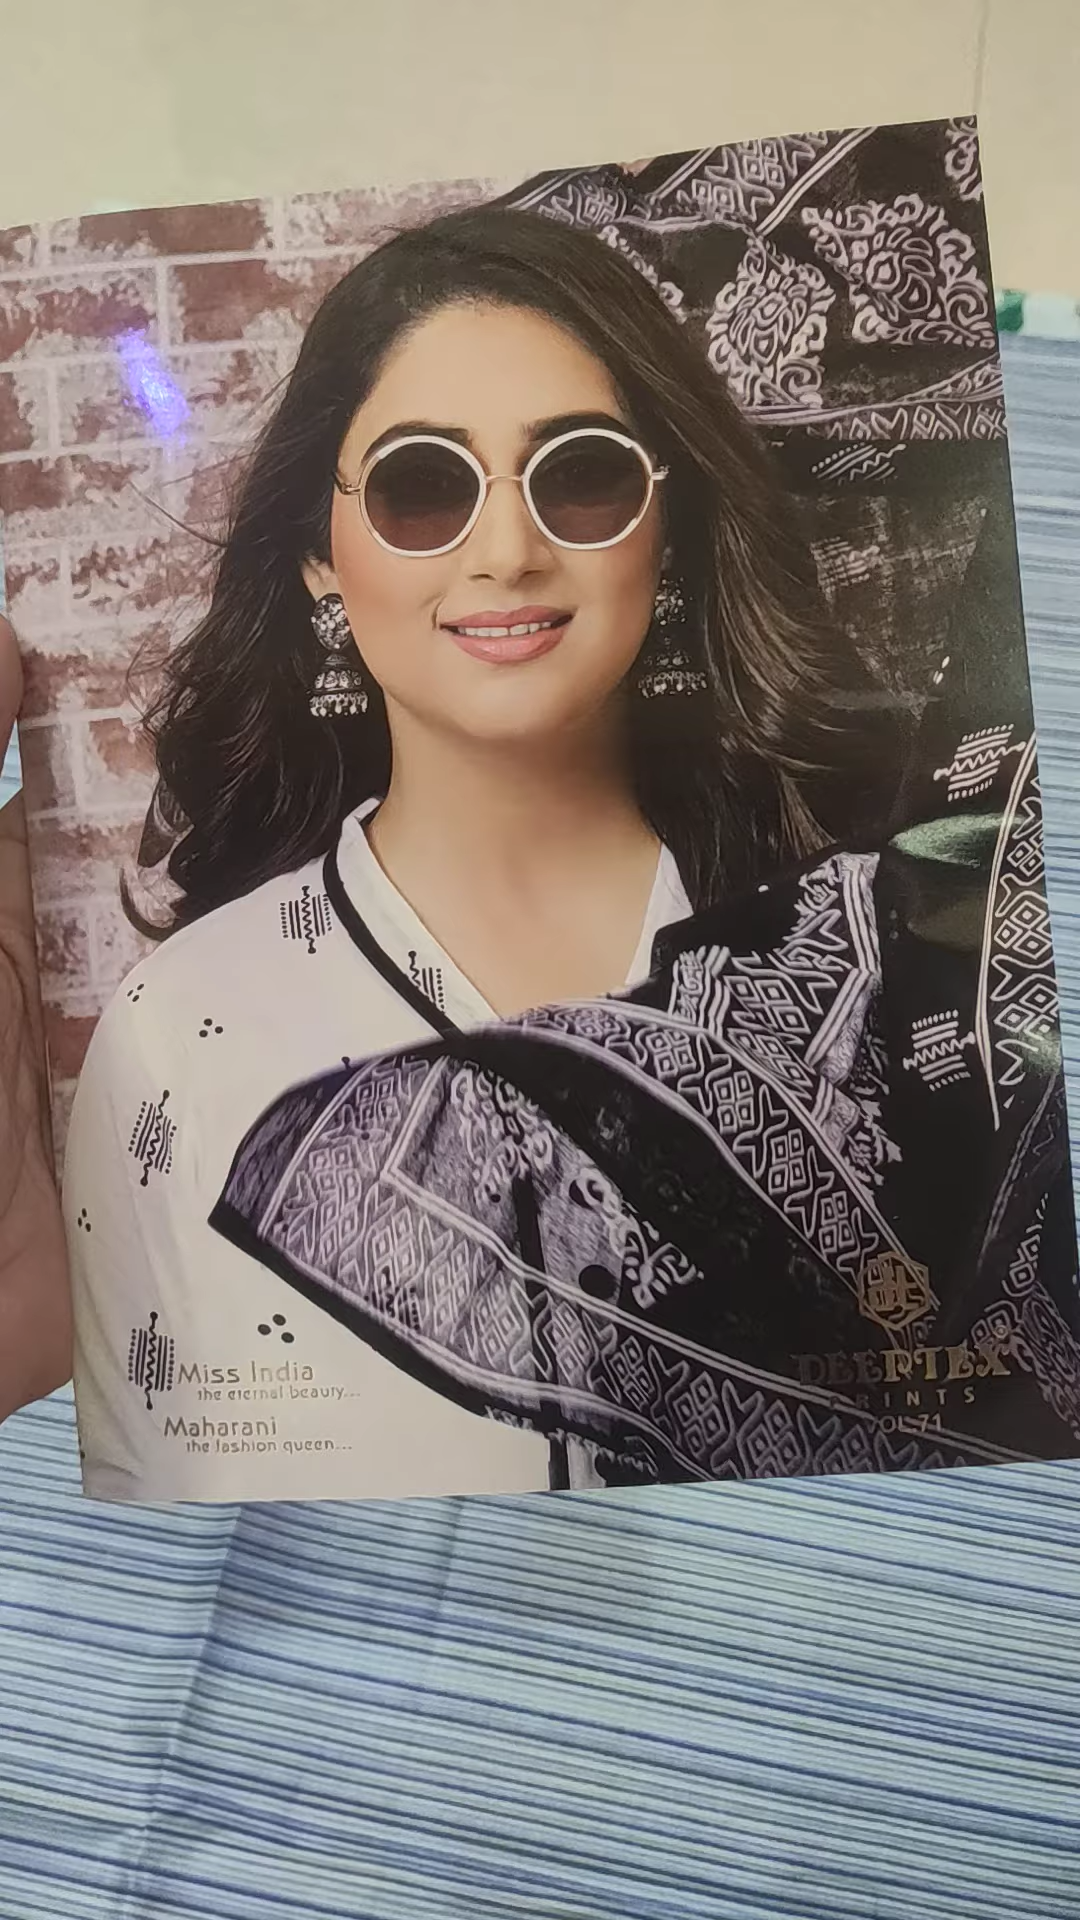 Miss India
the eternal beauty...
Maharani
the fashion queen...
DEEPTEX
PRINTS
VOL-71